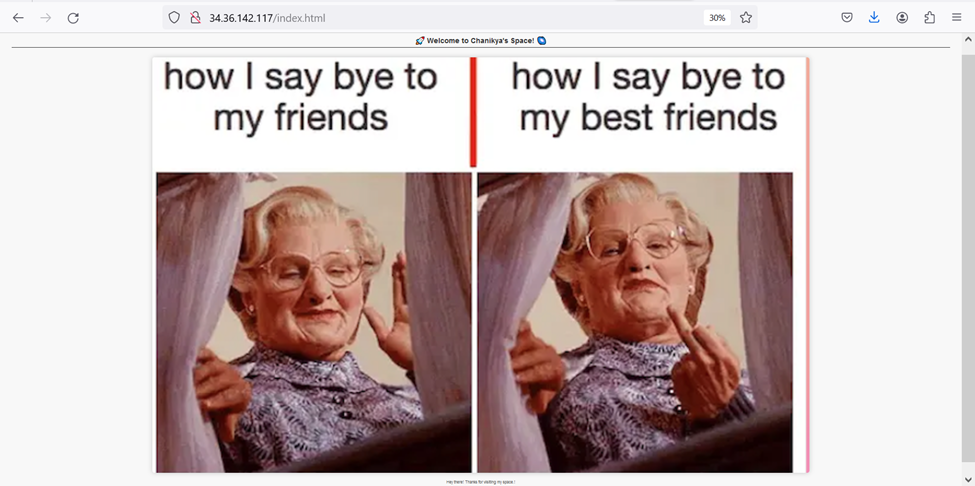 34.36.142.117/index.html
30%
🚀 Welcome to Chanikya's Space! 🌌
how I say bye to
my friends
how I say bye to
my best friends
Hey there! Thanks for visiting my space !